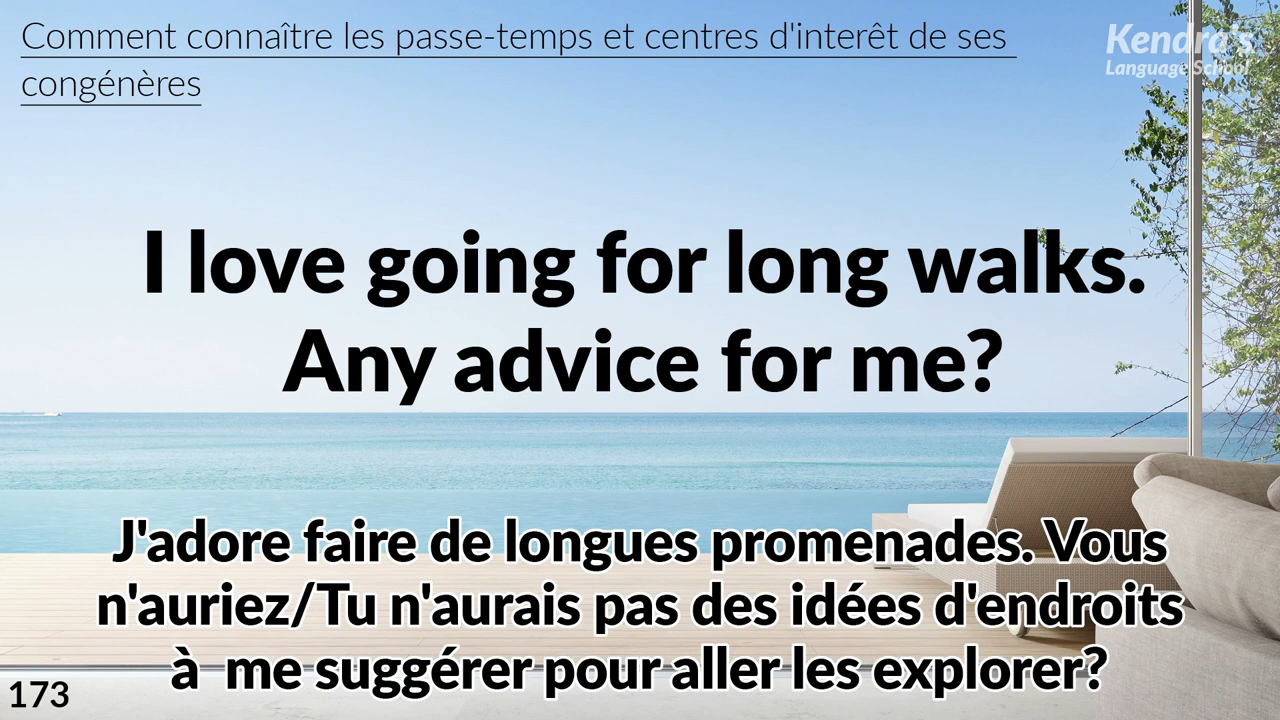 Comment connaître les passe-temps et centres d'interêt de ses
congénères
Kendra's
Language School
I love going for long walks.
Any advice for me?
J'adore faire de longues promenades. Vous
n'auriez/Tu n'aurais pas des idées d'endroits
à  me suggérer pour aller les explorer?
173